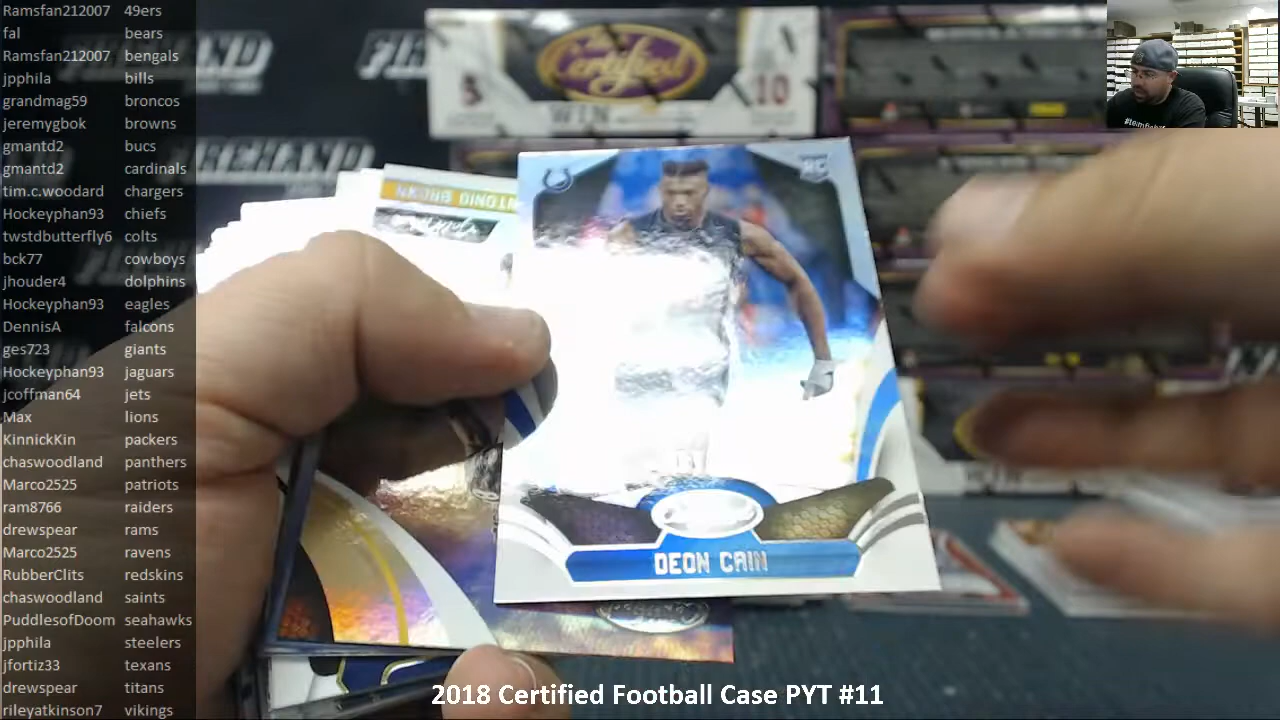 Ramsfan212007 49ers
fal bears
Ramsfan212007 bengals
jpphila bills
grandmag59 broncos
jeremygbok browns
gmantd2 bucs
gmantd2 cardinals
tim.c.woodard chargers
Hockeyphan93 chiefs
twstdbutterfly6 colts
bck77 cowboys
jhouder4 dolphins
Hockeyphan93 eagles
DennisA falcons
ges723 giants
Hockeyphan93 jaguars
jcoffman64 jets
Max lions
KinnickKin packers
chaswoodland panthers
Marco2525 patriots
ram8766 raiders
drewspear rams
Marco2525 ravens
RubberClits redskins
chaswoodland saints
PuddlesofDoom seahawks
jpphila steelers
jfortiz33 texans
drewspear titans
rileyatkinson7 vikings
Certified
5
10
RC
DEON CAIN
2018 Certified Football Case PYT #11